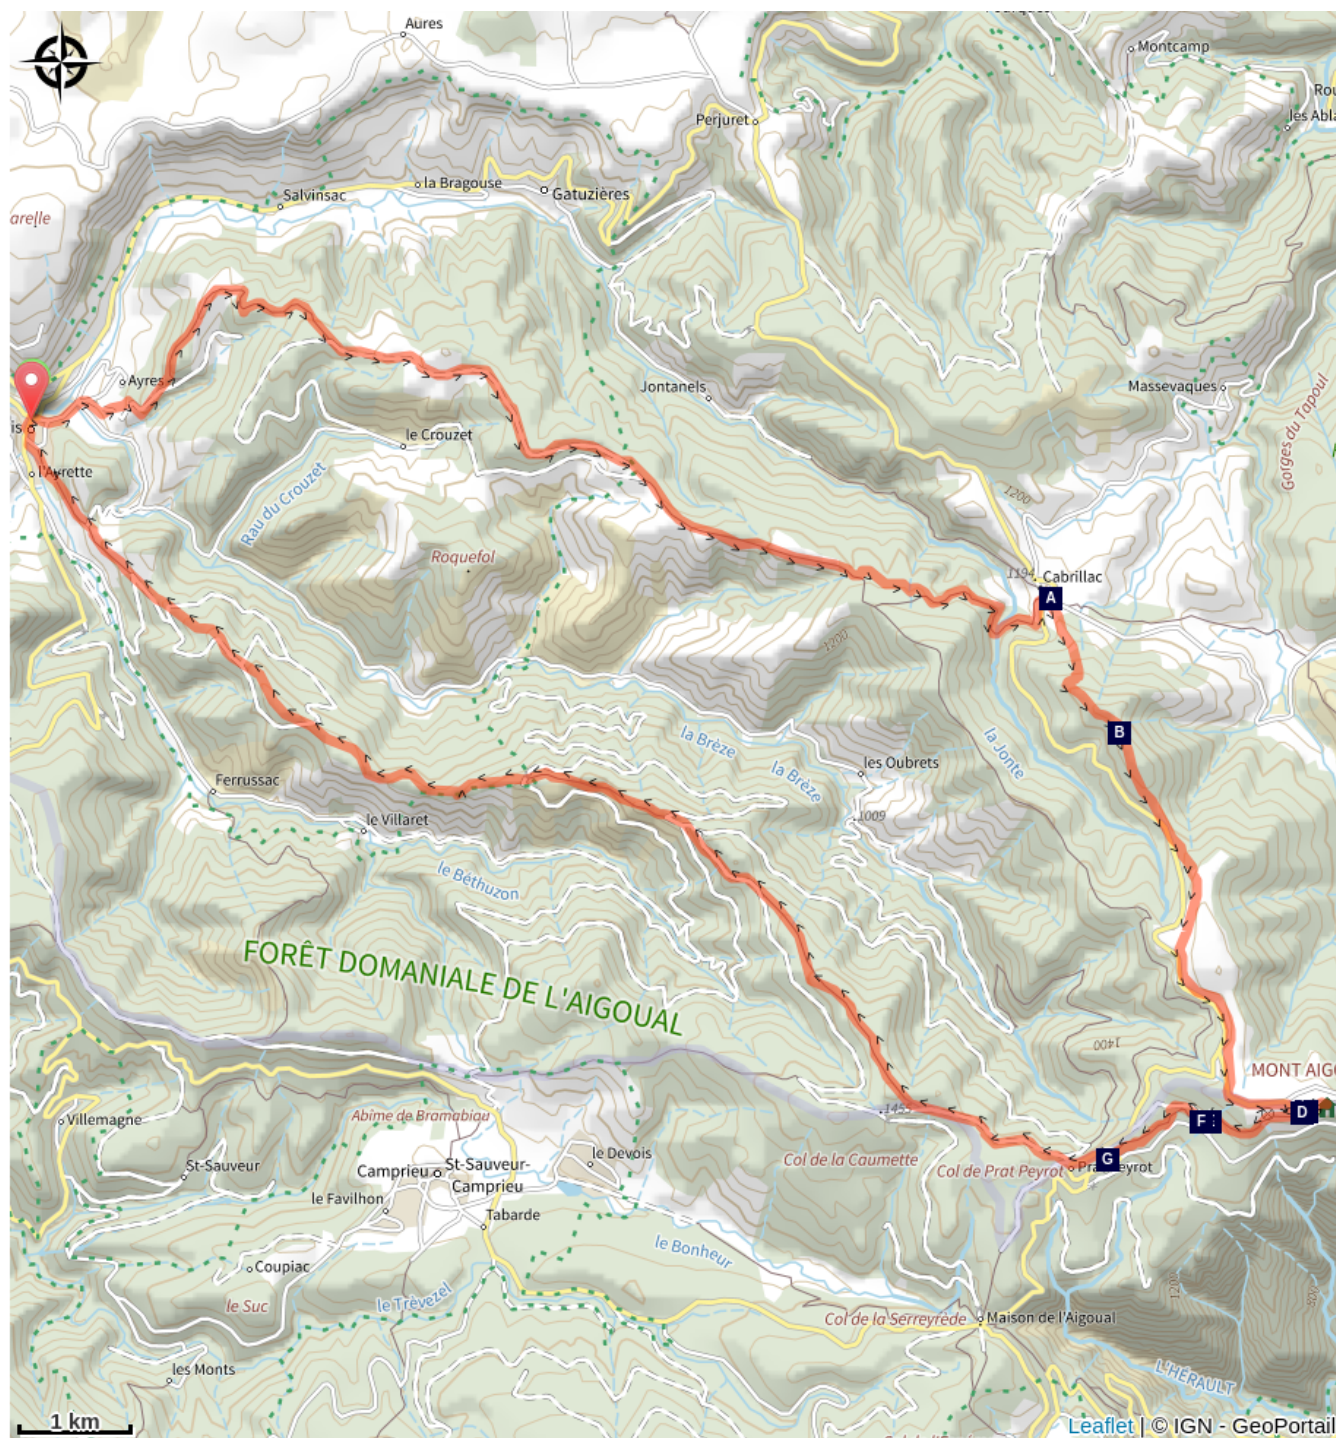 Aures
Montcamp
Perjuret
les Abla
la Bragouse
Salvinsac
Gatuzières
arelle
Ayres
Jontanels
Massevaques
Gorges du Tapoul
is
le Crouzet
l'Ayrette
Rau du Crouzet
1200
Roquefol
1194
Cabrillac
A
1200
B
la Brèze
la Jonte
les Oubrets
la Brèze
Ferrussac
1009
le Villaret
le Béthuzon
FORÊT DOMANIALE DE L'AIGOUAL
1400
MONT AIGO
Villemagne
Abîme de Bramabiau
1455
F
D
St-Sauveur
Camprieu
St-Sauveur-
Camprieu
le Devois
Col de la Caumette
Col de Prat Peyrot
G
le Favilhon
Tabarde
Coupiac
le Bonheur
le Suc
le Trèvezel
Col de la Serreyrède
Maison de l'Aigoual
les Monts
L'HÉRAULT
1 km
Leaflet | © IGN - GeoPortail